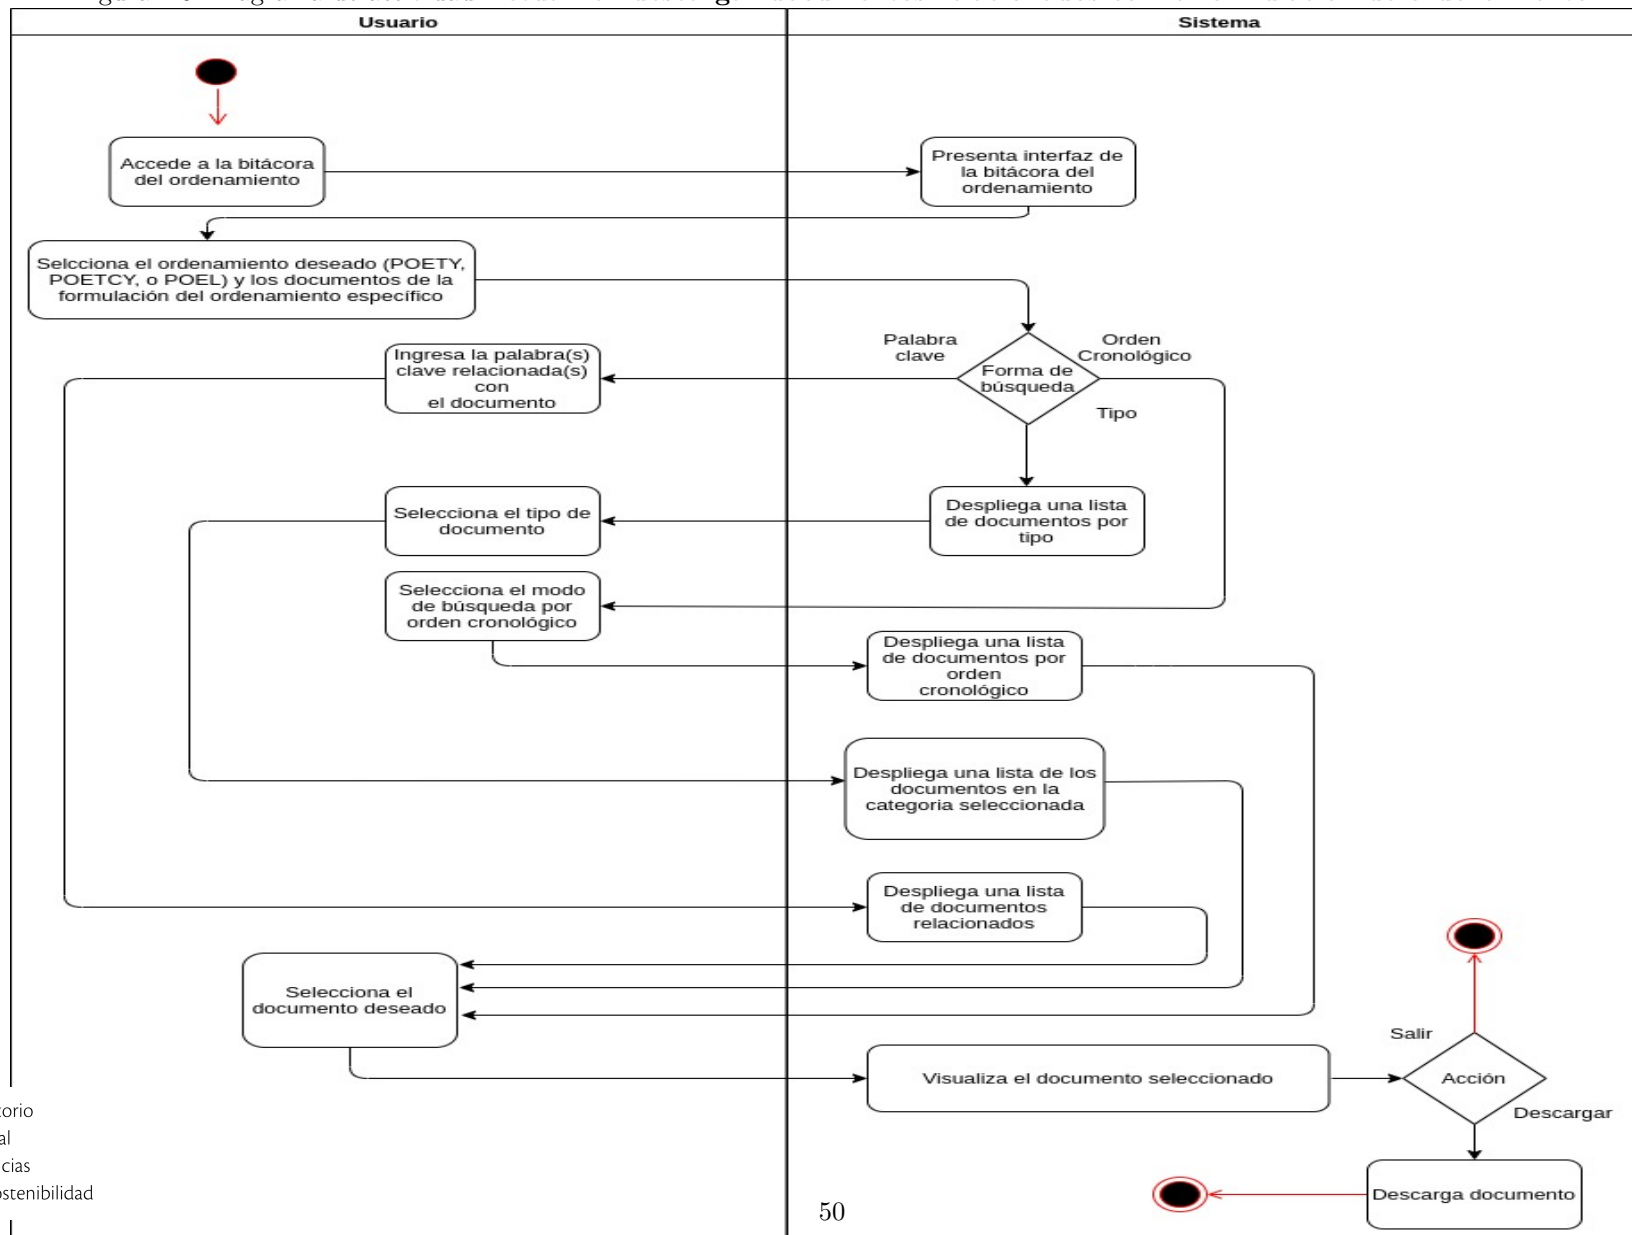 Usuario
Sistema
Accede a la bitácora
del ordenamiento
Presenta interfaz de
la bitácora del
ordenamiento
Selcciona el ordenamiento deseado (POETY,
POETCY, o POEL) y los documentos de la
formulación del ordenamiento específico
Palabra
clave
Orden
Cronológico
Forma de
búsqueda
Tipo
Ingresa la palabra(s)
clave relacionada(s)
con
el documento
Despliega una lista
de documentos por
tipo
Selecciona el tipo de
documento
Selecciona el modo
de búsqueda por
orden cronológico
Despliega una lista
de documentos por
orden
cronológico
Despliega una lista de los
documentos en la
categoria seleccionada
Despliega una lista
de documentos
relacionados
Selecciona el
documento deseado
Visualiza el documento seleccionado
Salir
Acción
Descargar
Descarga documento
torio
al
cias
ostenibilidad
50